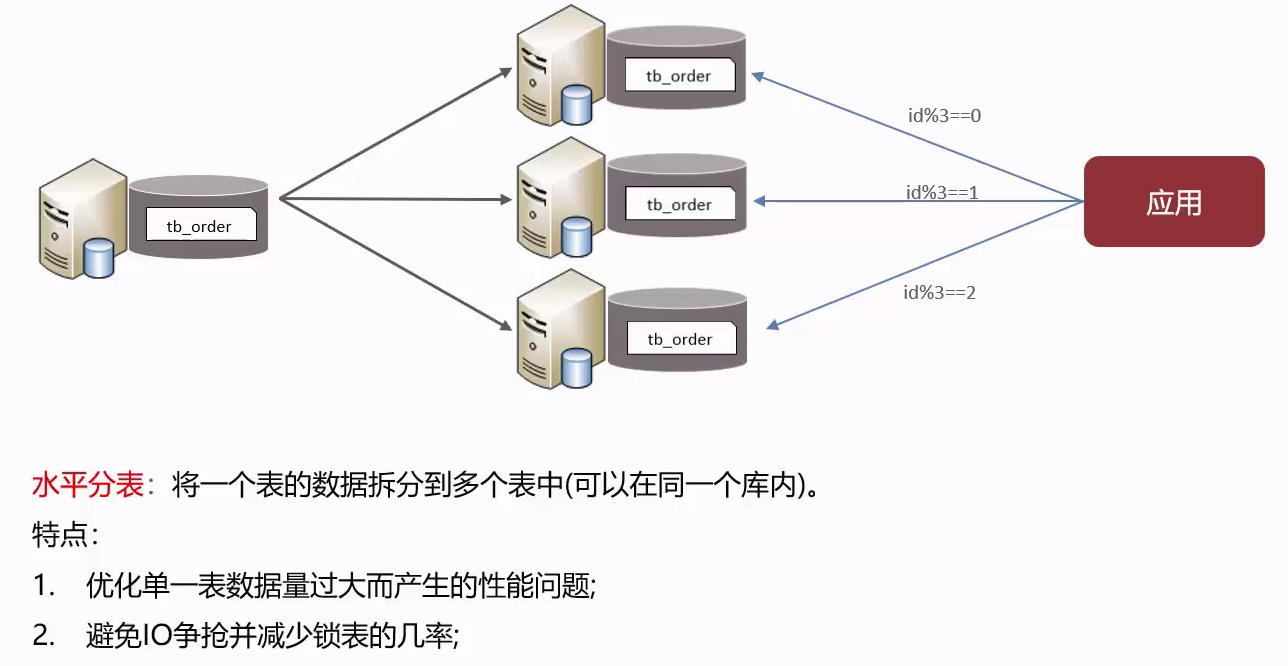 tb_order
id%3==0
tb_order
id%3==1
应用
tb_order
tb_order
id%3==2
水平分表：将一个表的数据拆分到多个表中(可以在同一个库内)。
特点：
1. 优化单一表数据量过大而产生的性能问题;
2. 避免IO争抢并减少锁表的几率;